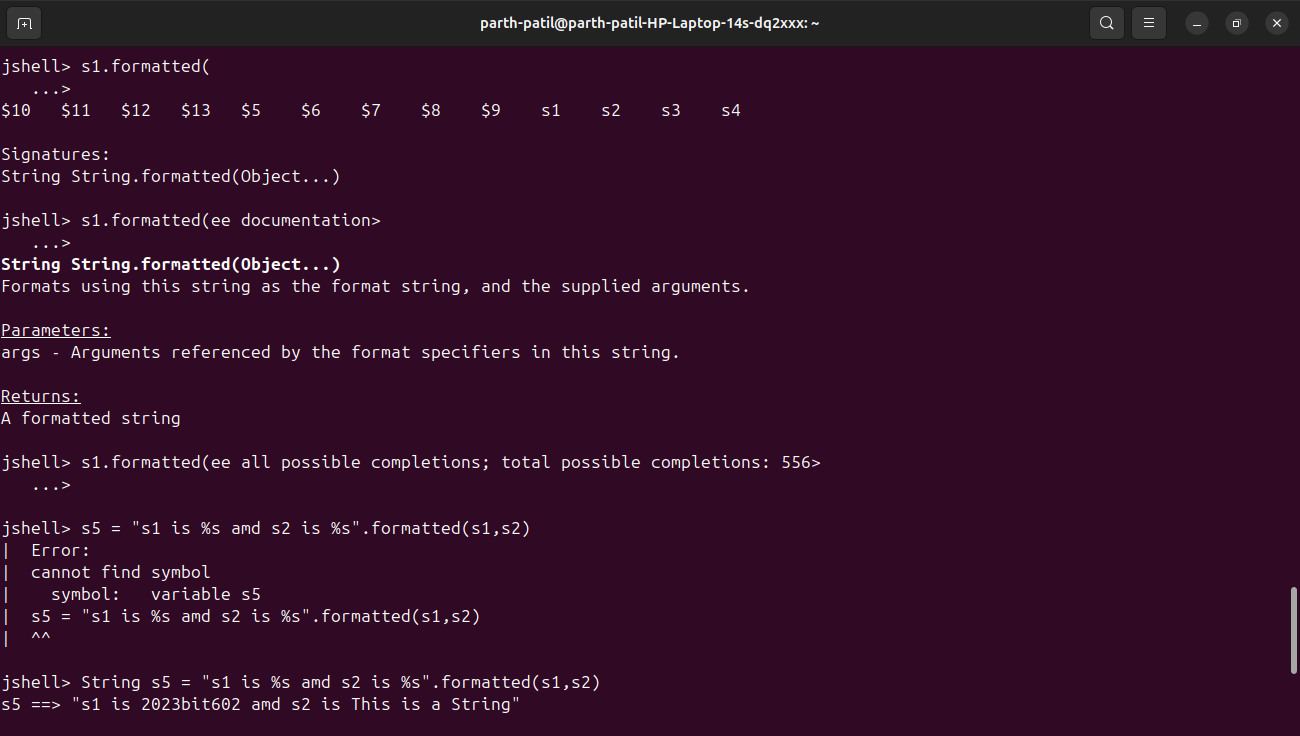 parth-patil@parth-patil-HP-Laptop-14s-dq2xxx: ~
jshell> s1.formatted(
   ...>
$10   $11   $12   $13   $5    $6    $7    $8    $9    s1    s2    s3    s4

Signatures:
String String.formatted(Object...)

jshell> s1.formatted(ee documentation>
   ...>
String String.formatted(Object...)
Formats using this string as the format string, and the supplied arguments.

Parameters:
args - Arguments referenced by the format specifiers in this string.

Returns:
A formatted string

jshell> s1.formatted(ee all possible completions; total possible completions: 556>
   ...>

jshell> s5 = "s1 is %s amd s2 is %s".formatted(s1,s2)
|  Error:
|  cannot find symbol
|    symbol:   variable s5
|  s5 = "s1 is %s amd s2 is %s".formatted(s1,s2)
|  ^^

jshell> String s5 = "s1 is %s amd s2 is %s".formatted(s1,s2)
s5 ==> "s1 is 2023bit602 amd s2 is This is a String"